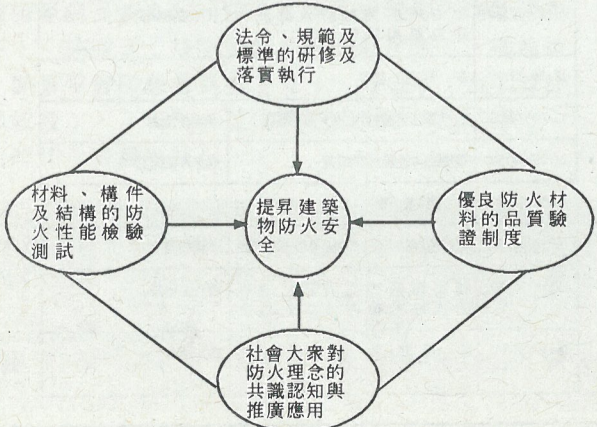 法令、規範及
標準的研修及
落實執行
材料、構件
及結構的防
火性能檢驗
測試
提昇建築
物防火安
全
優良防火材
料的品質驗
證制度
社會大眾對
防火理念的
共識認知與
推廣應用